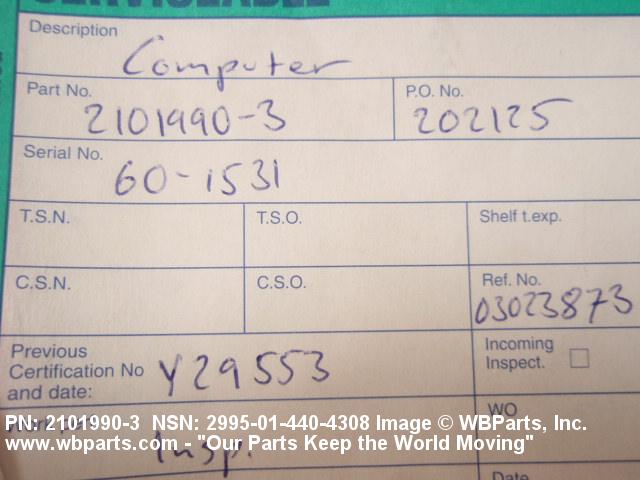 SERVICEABLE
Description
Computer
Part No.
2101990-3
P.O. No.
202125
Serial No.
60-1531
T.S.N.
T.S.O.
Shelf t.exp.
C.S.N.
C.S.O.
Ref. No.
03023873
Previous
Certification No
and date:
Y29553
Incoming
Inspect.
PN: 2101990-3 NSN: 2995-01-440-4308 Image © WBParts, Inc.
WO
www.wbparts.com - "Our Parts Keep the World Moving"
Insp.
Date